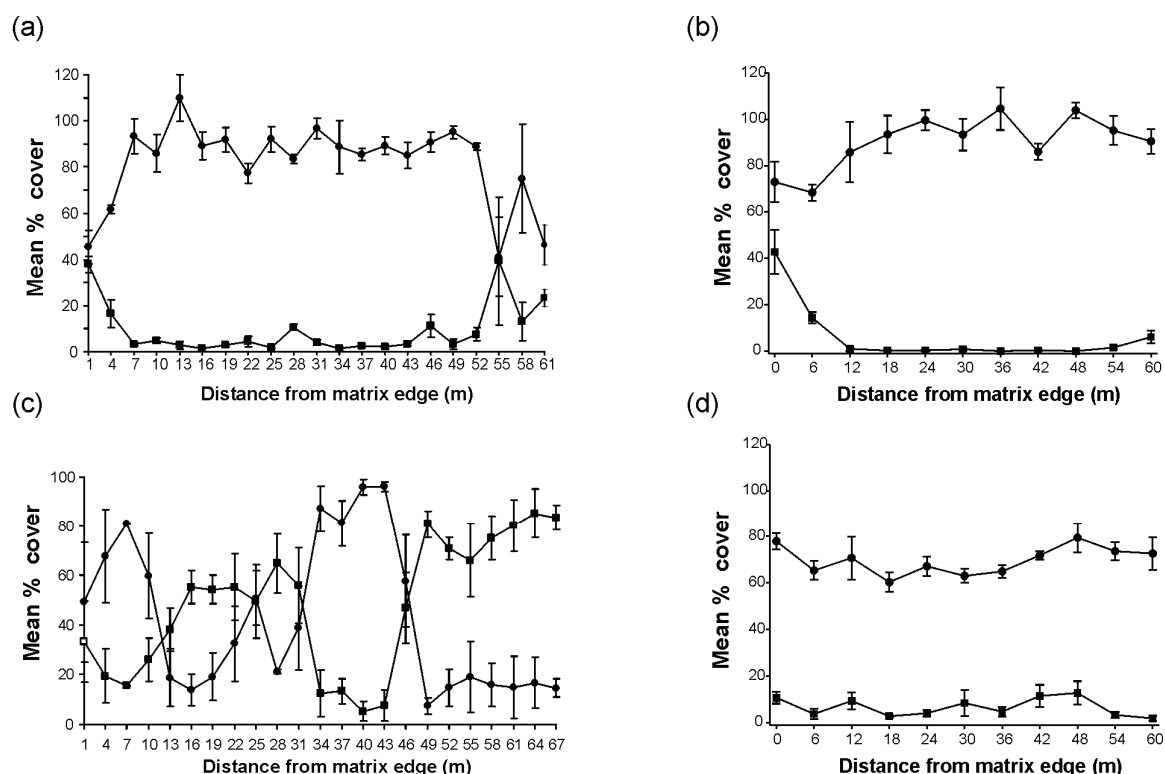 (a)
120
100
80
60
40
20
0
Mean % cover
1 4 7 10 13 16 19 22 25 28 31 34 37 40 43 46 49 52 55 58 61
Distance from matrix edge (m)
(b)
120
100
80
60
40
20
0
Mean % cover
0 6 12 18 24 30 36 42 48 54 60
Distance from matrix edge (m)
(c)
100
80
60
40
20
0
Mean % cover
1 4 7 10 13 16 19 22 25 28 31 34 37 40 43 46 49 52 55 58 61 64 67
Distance from matrix edge (m)
(d)
120
100
80
60
40
20
0
Mean % cover
0 6 12 18 24 30 36 42 48 54 60
Distance from matrix edge (m)